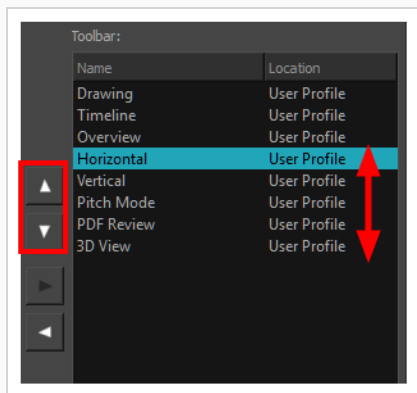 Toolbar:
Name Location
Drawing User Profile
Timeline User Profile
Overview User Profile
Horizontal User Profile
Vertical User Profile
Pitch Mode User Profile
PDF Review User Profile
3D View User Profile